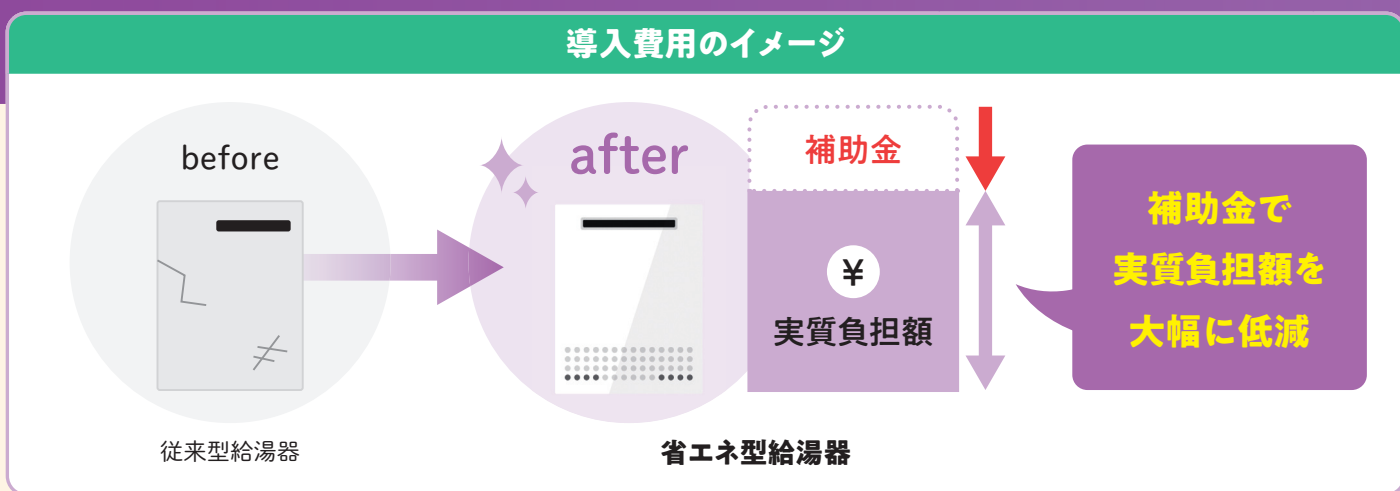 導入費用のイメージ
before
従来型給湯器
after
省エネ型給湯器
補助金
¥
実質負担額
補助金で
実質負担額を
大幅に低減